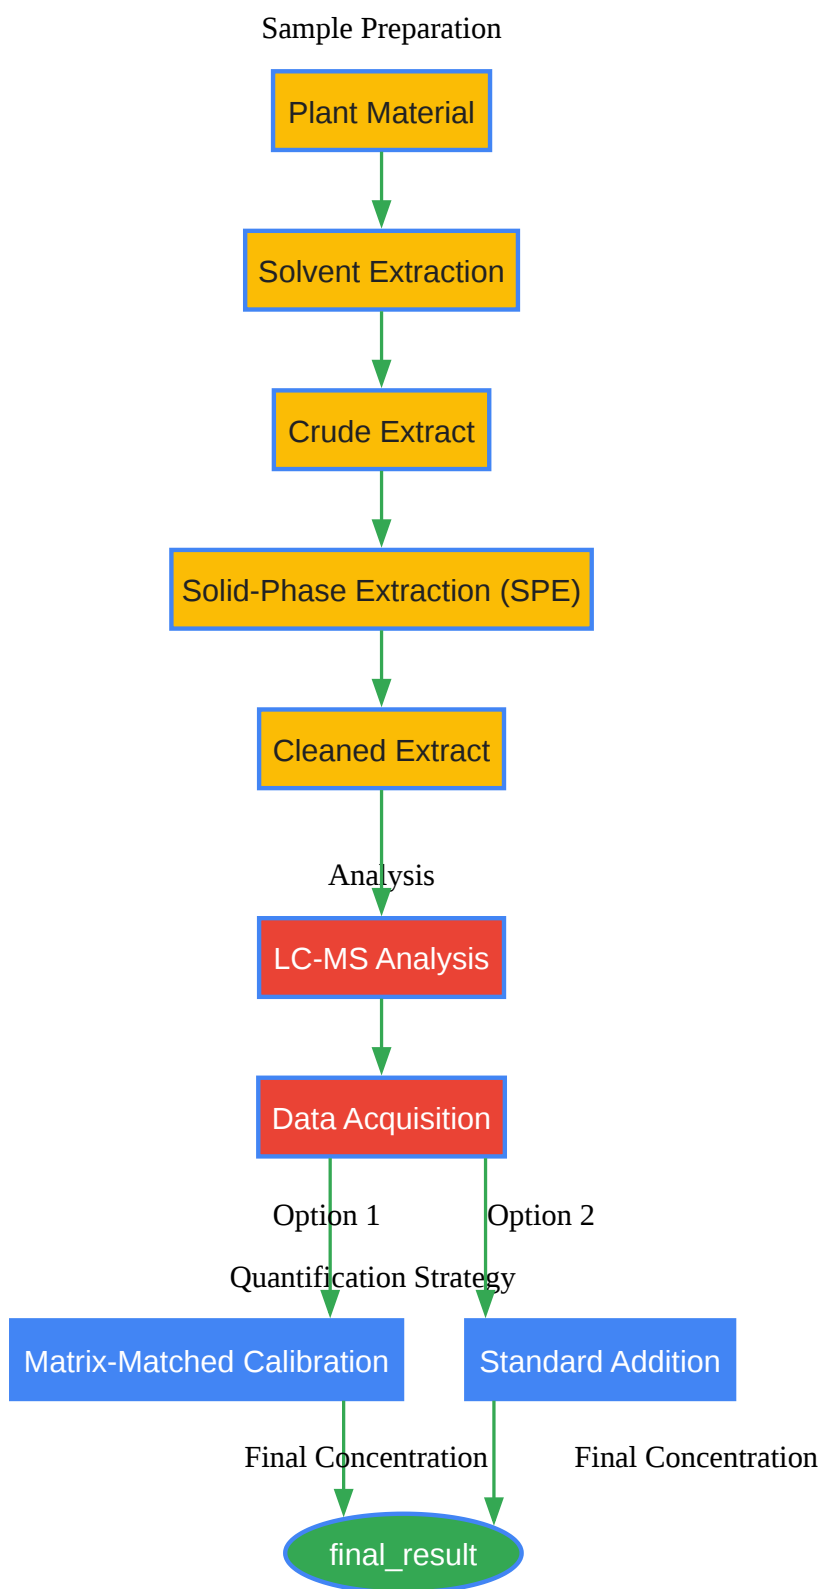 Sample Preparation
Plant Material
Solvent Extraction
Crude Extract
Solid-Phase Extraction (SPE)
Cleaned Extract
Analysis
LC-MS Analysis
Data Acquisition
Option 1
Option 2
Quantification Strategy
Matrix-Matched Calibration
Standard Addition
Final Concentration
Final Concentration
final_result